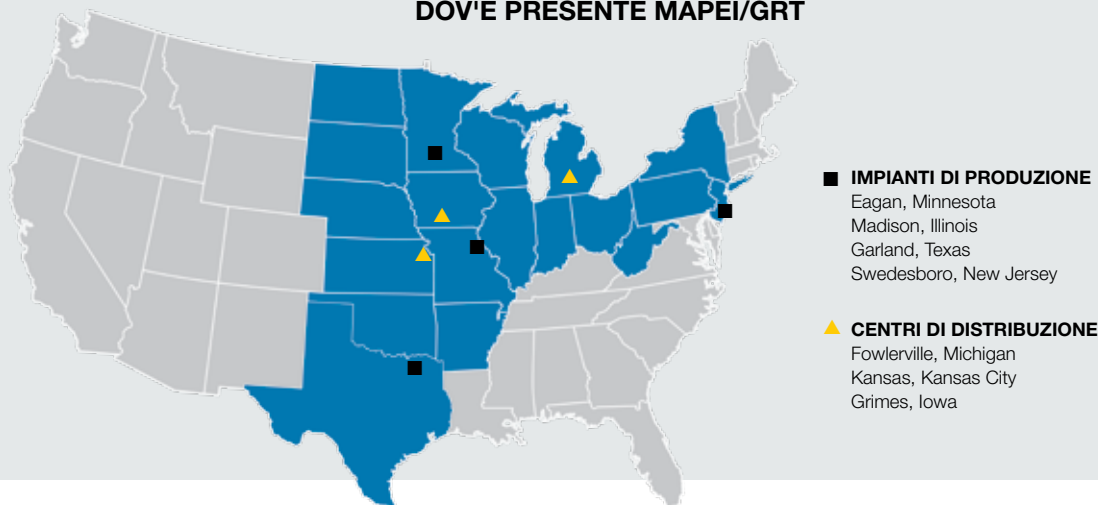 DOV'E PRESENTE MAPEI/GRT
IMPIANTI DI PRODUZIONE
Eagan, Minnesota
Madison, Illinois
Garland, Texas
Swedesboro, New Jersey
CENTRI DI DISTRIBUZIONE
Fowlerville, Michigan
Kansas, Kansas City
Grimes, Iowa